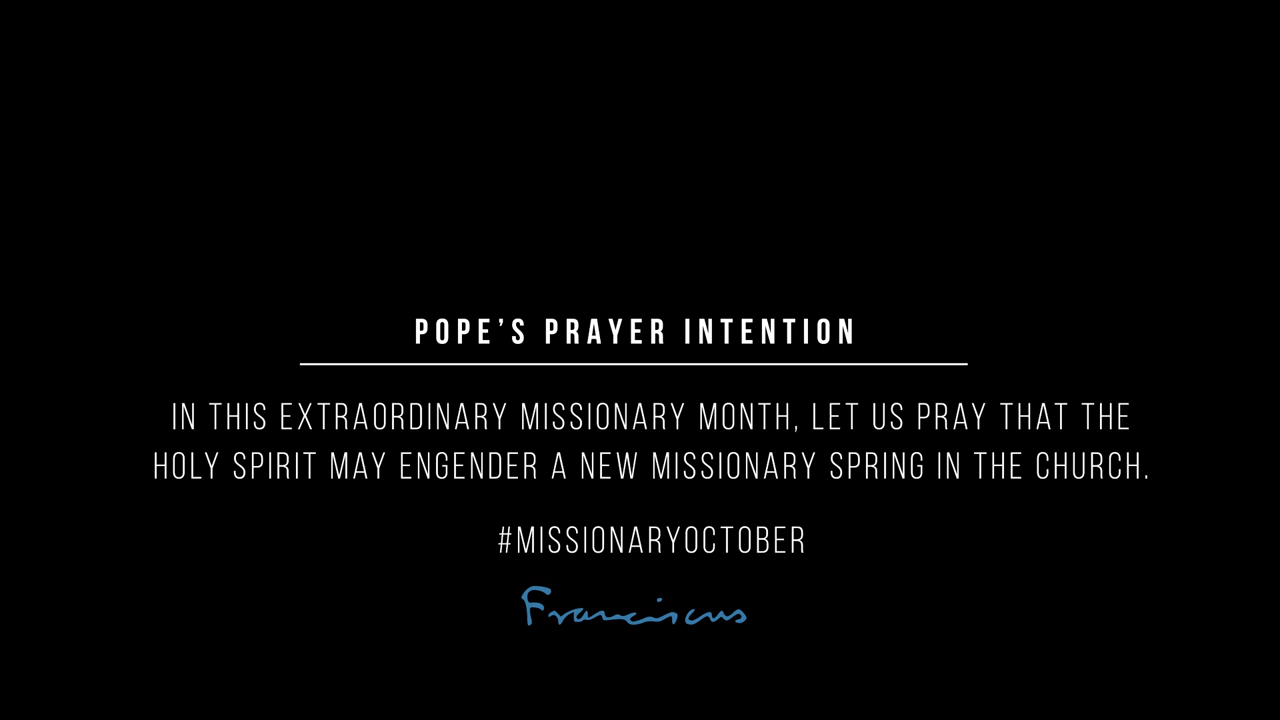 POPE’S PRAYER INTENTION
IN THIS EXTRAORDINARY MISSIONARY MONTH, LET US PRAY THAT THE
HOLY SPIRIT MAY ENGENDER A NEW MISSIONARY SPRING IN THE CHURCH.
#MISSIONARYOCTOBER
Franciscus